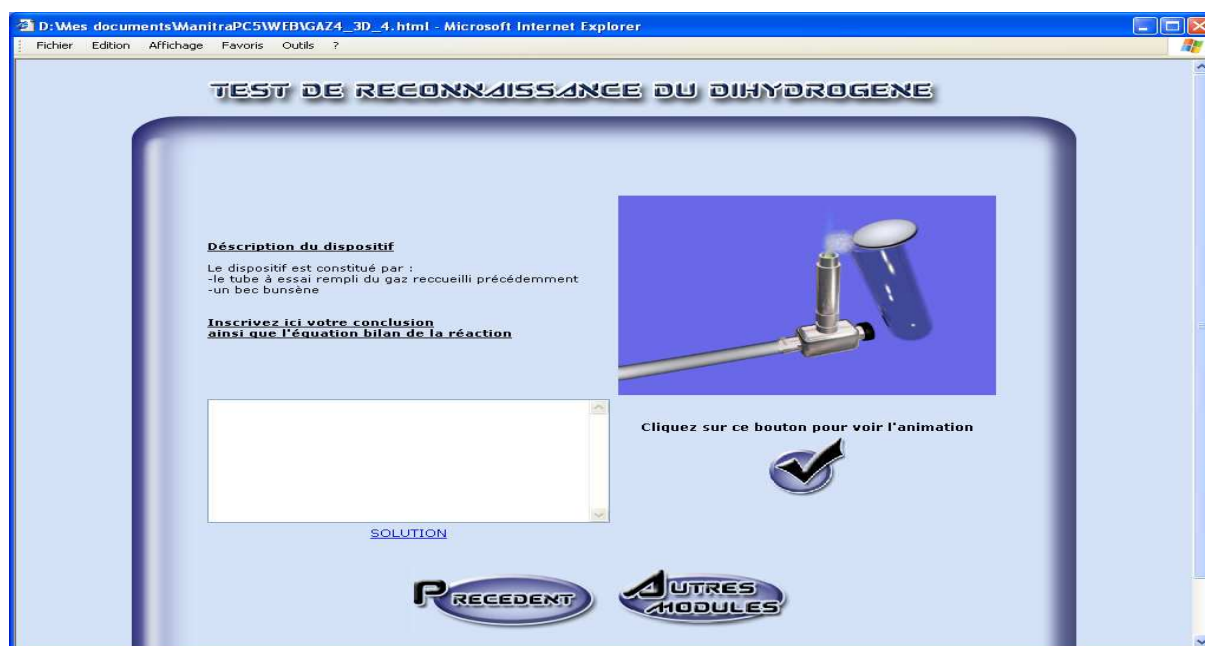 D:\Mes documents\ManitraPC5\WEB\GAZ4_3D_4.html - Microsoft Internet Explorer
Fichier Edition Affichage Favoris Outils ?
TEST DE RECONNAISSANCE DU DIHYDROGENE
Déscription du dispositif
Le dispositif est constitué par :
-le tube à essai rempli du gaz reccueilli précédemment
-un bec bunsène
Inscrivez ici votre conclusion
ainsi que l'équation bilan de la réaction
Cliquez sur ce bouton pour voir l'animation
SOLUTION
PRECEDENT
AUTRES
MODULES